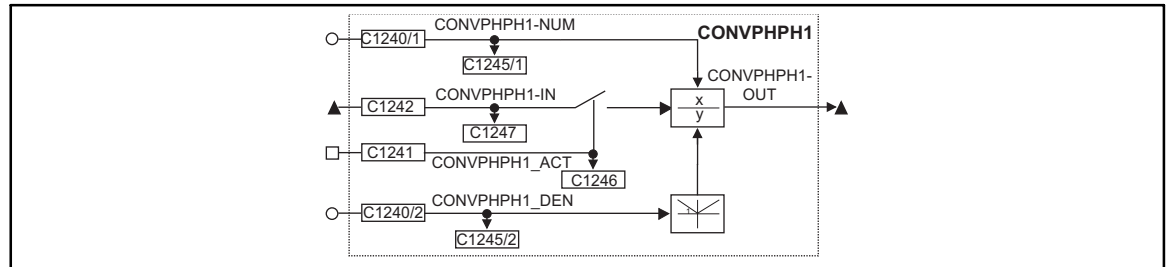 CONVPHPH1-NUM
CONVPHPH1
C1240/1
C1245/1
CONVPHPH1-
OUT
CONVPHPH1-IN
C1242
x
y
C1247
C1241
CONVPHPH1_ACT
C1246
CONVPHPH1_DEN
C1240/2
1
C1245/2